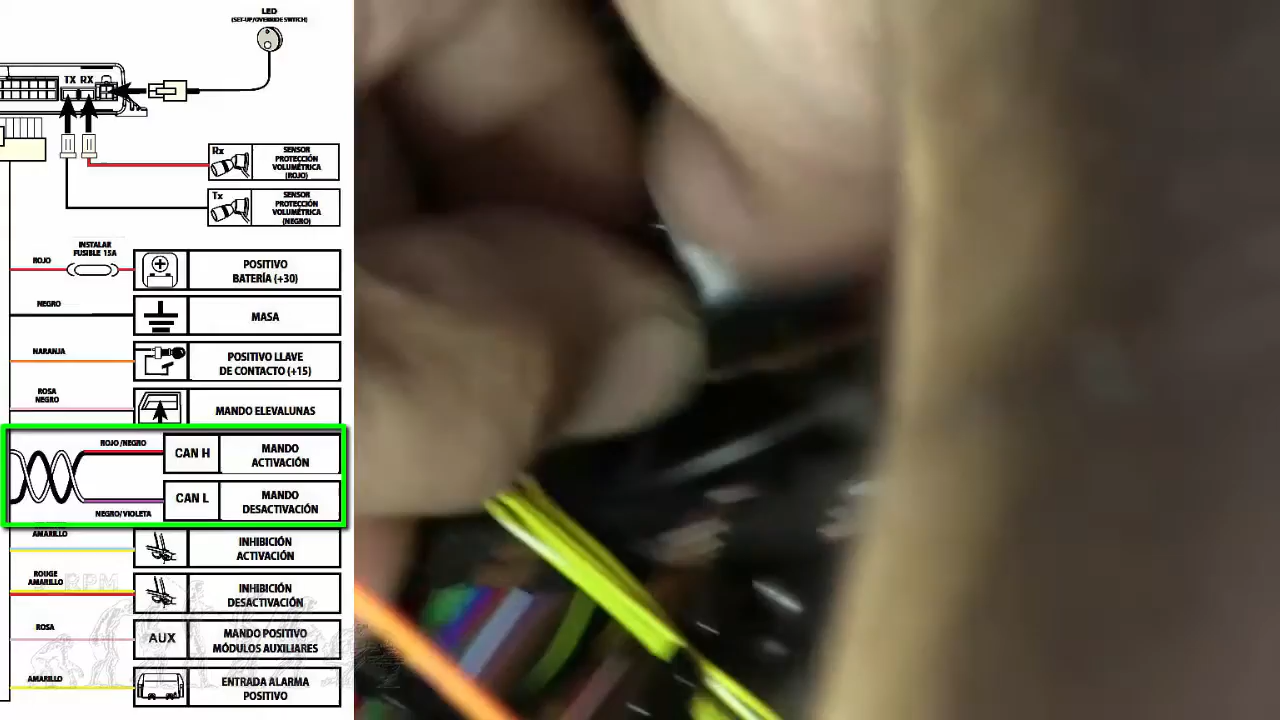 LED
(SET-UP/OVERRIDE SWITCH)
TX RX
Rx
SENSOR
PROTECCIÓN
VOLUMÉTRICA
(ROJO)
Tx
SENSOR
PROTECCIÓN
VOLUMÉTRICA
(NEGRO)
INSTALAR
FUSIBLE 15A
ROJO
POSITIVO
BATERÍA (+30)
NEGRO
MASA
NARANJA
POSITIVO LLAVE
DE CONTACTO (+15)
ROSA
NEGRO
MANDO ELEVALUNAS
ROJO/NEGRO
CAN H
MANDO
ACTIVACIÓN
CAN L
MANDO
DESACTIVACIÓN
NEGRO/VIOLETA
AMARILLO
INHIBICIÓN
ACTIVACIÓN
ROUGE
AMARILLO
RPM
INHIBICIÓN
DESACTIVACIÓN
ROSA
AUX
MANDO POSITIVO
MÓDULOS AUXILIARES
AMARILLO
ENTRADA ALARMA
POSITIVO